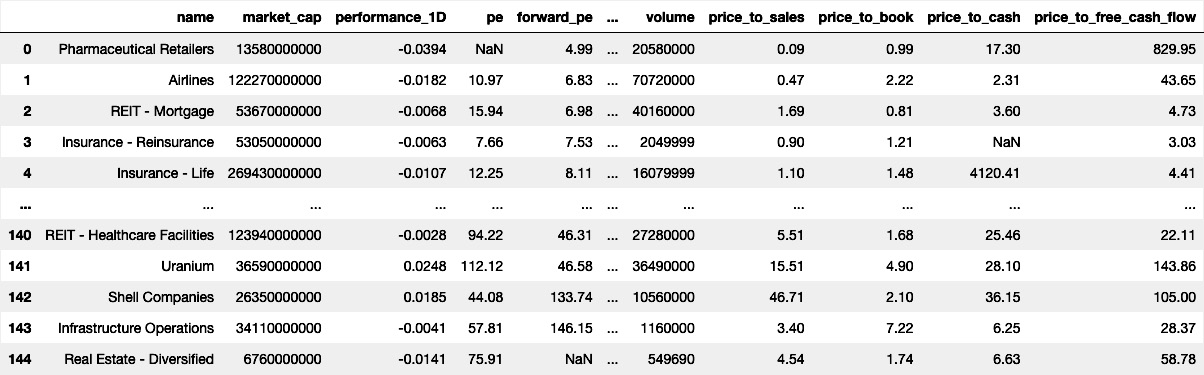 name market_cap performance_1D pe forward_pe ... volume price_to_sales price_to_book price_to_cash price_to_free_cash_flow
0 Pharmaceutical Retailers 13580000000 -0.0394 NaN 4.99 ... 20580000 0.09 0.99 17.30 829.95
1 Airlines 122270000000 -0.0182 10.97 6.83 ... 70720000 0.47 2.22 2.31 43.65
2 REIT - Mortgage 53670000000 -0.0068 15.94 6.98 ... 40160000 1.69 0.81 3.60 4.73
3 Insurance - Reinsurance 53050000000 -0.0063 7.66 7.53 ... 2049999 0.90 1.21 NaN 3.03
4 Insurance - Life 269430000000 -0.0107 12.25 8.11 ... 16079999 1.10 1.48 4120.41 4.41
... ... ... ... ... ... ... ... ... ... ... ...
140 REIT - Healthcare Facilities 123940000000 -0.0028 94.22 46.31 ... 27280000 5.51 1.68 25.46 22.11
141 Uranium 36590000000 0.0248 112.12 46.58 ... 36490000 15.51 4.90 28.10 143.86
142 Shell Companies 26350000000 0.0185 44.08 133.74 ... 10560000 46.71 2.10 36.15 105.00
143 Infrastructure Operations 34110000000 -0.0041 57.81 146.15 ... 1160000 3.40 7.22 6.25 28.37
144 Real Estate - Diversified 6760000000 -0.0141 75.91 NaN ... 549690 4.54 1.74 6.63 58.78